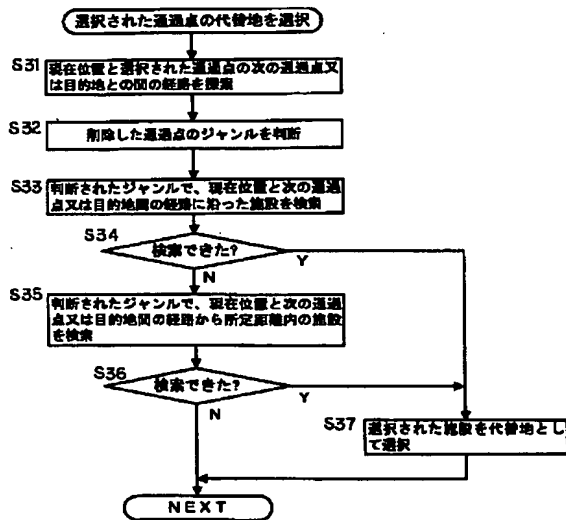 選択された通過点の代替地を選択
S31
現在位置と選択された通過点の次の通過点又
は目的地との間の経路を探索
S32
削除した通過点のジャンルを判断
S33
判断されたジャンルで、現在位置と次の通過
点又は目的地間の経路に沿った施設を検索
S34
検索できた?
Y
N
S35
判断されたジャンルで、現在位置と次の通過
点又は目的地間の経路から所定距離内の施設
を検索
S36
検索できた?
Y
N
S37
選択された施設を代替地とし
て選択
NEXT